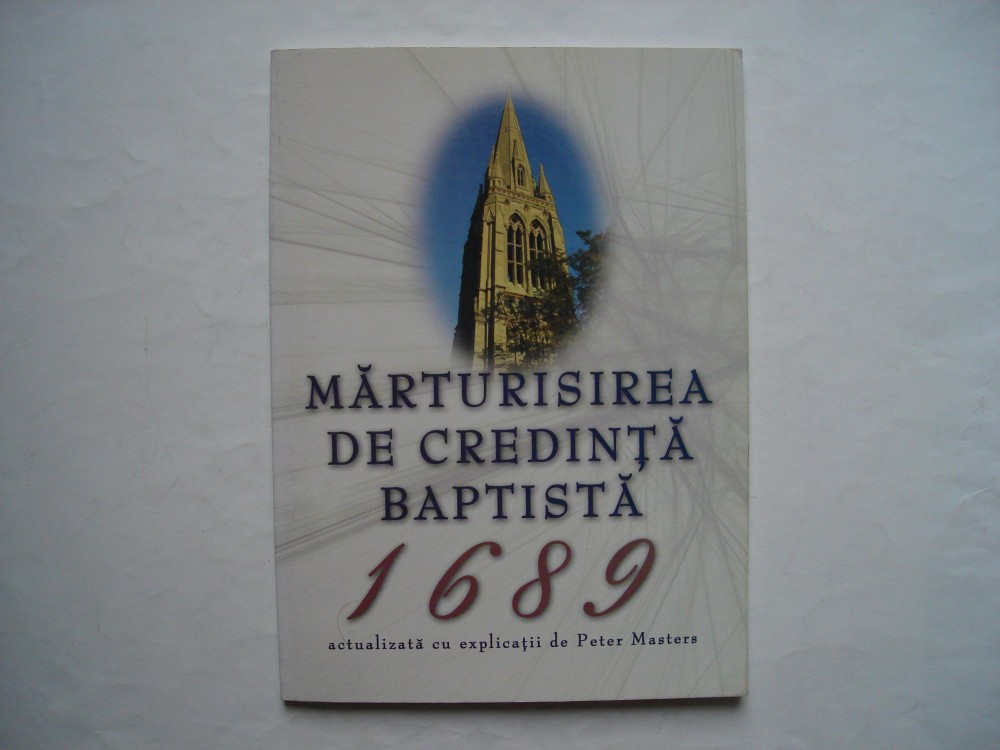 MĂRTURISIREA
DE CREDINȚĂ
BAPTISTĂ
1689
actualizată cu explicații de Peter Masters